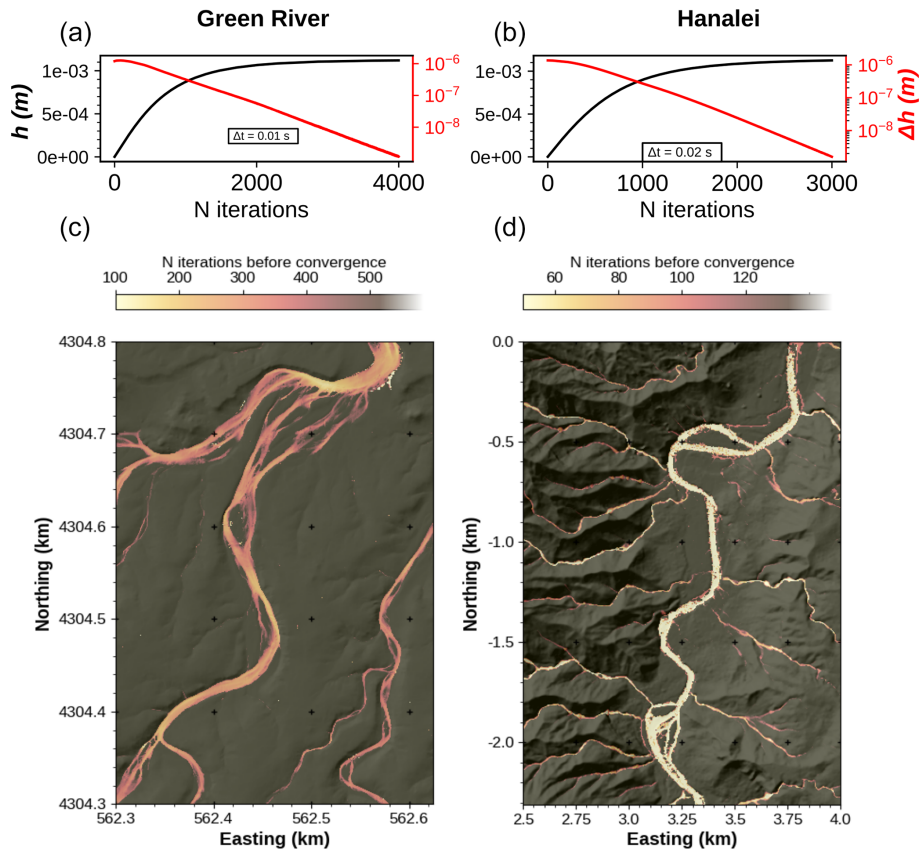 Green River
Hanalei
(a)
(b)
1e-03
5e-04
0e+00
h (m)
10⁻⁶
10⁻⁷
10⁻⁸
Δt = 0.01 s
0 2000 4000
N iterations
1e-03
5e-04
0e+00
10⁻⁶
10⁻⁷
10⁻⁸
Δh (m)
Δt = 0.02 s
0 1000 2000 3000
N iterations
(c)
(d)
N iterations before convergence
100 200 300 400 500
N iterations before convergence
60 80 100 120
4304.8
4304.7
4304.6
4304.5
4304.4
4304.3
Northing (km)
562.3 562.4 562.5 562.6
Easting (km)
0.0
-0.5
-1.0
-1.5
-2.0
Northing (km)
2.5 2.75 3.0 3.25 3.5 3.75 4.0
Easting (km)